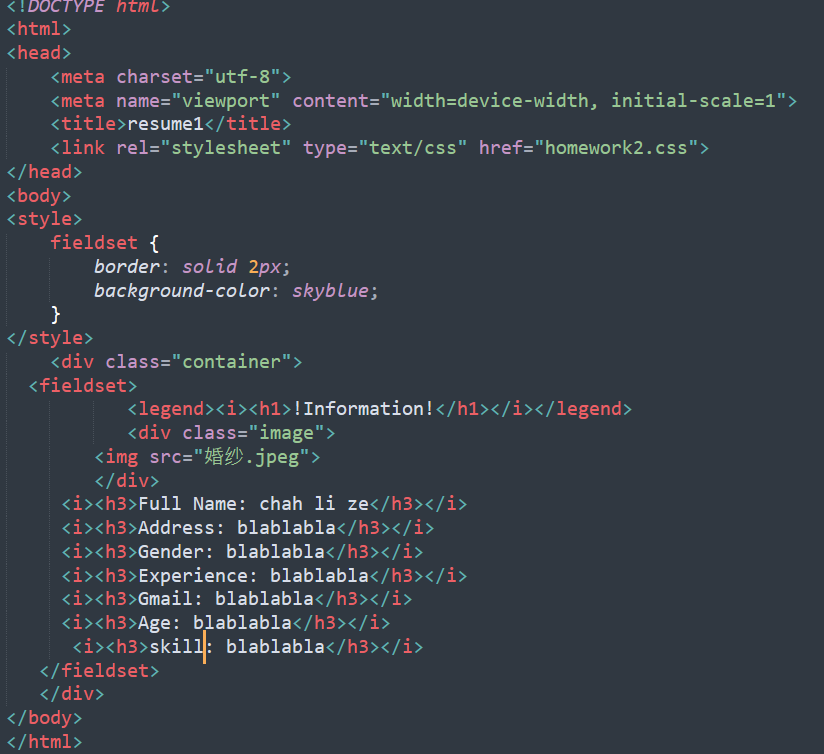 <!DOCTYPE html>
<html>
<head>
    <meta charset="utf-8">
    <meta name="viewport" content="width=device-width, initial-scale=1">
    <title>resume1</title>
    <link rel="stylesheet" type="text/css" href="homework2.css">
</head>
<body>
<style>
    fieldset {
        border: solid 2px;
        background-color: skyblue;
    }
</style>
    <div class="container">
  <fieldset>
           <legend><i><h1>!Information!</h1></i></legend>
           <div class="image">
        <img src="婚纱.jpeg">
        </div>
     <i><h3>Full Name: chah li ze</h3></i>
     <i><h3>Address: blablabla</h3></i>
     <i><h3>Gender: blablabla</h3></i>
     <i><h3>Experience: blablabla</h3></i>
     <i><h3>Gmail: blablabla</h3></i>
     <i><h3>Age: blablabla</h3></i>
      <i><h3>skill: blablabla</h3></i>
   </fieldset>
   </div>
</body>
</html>